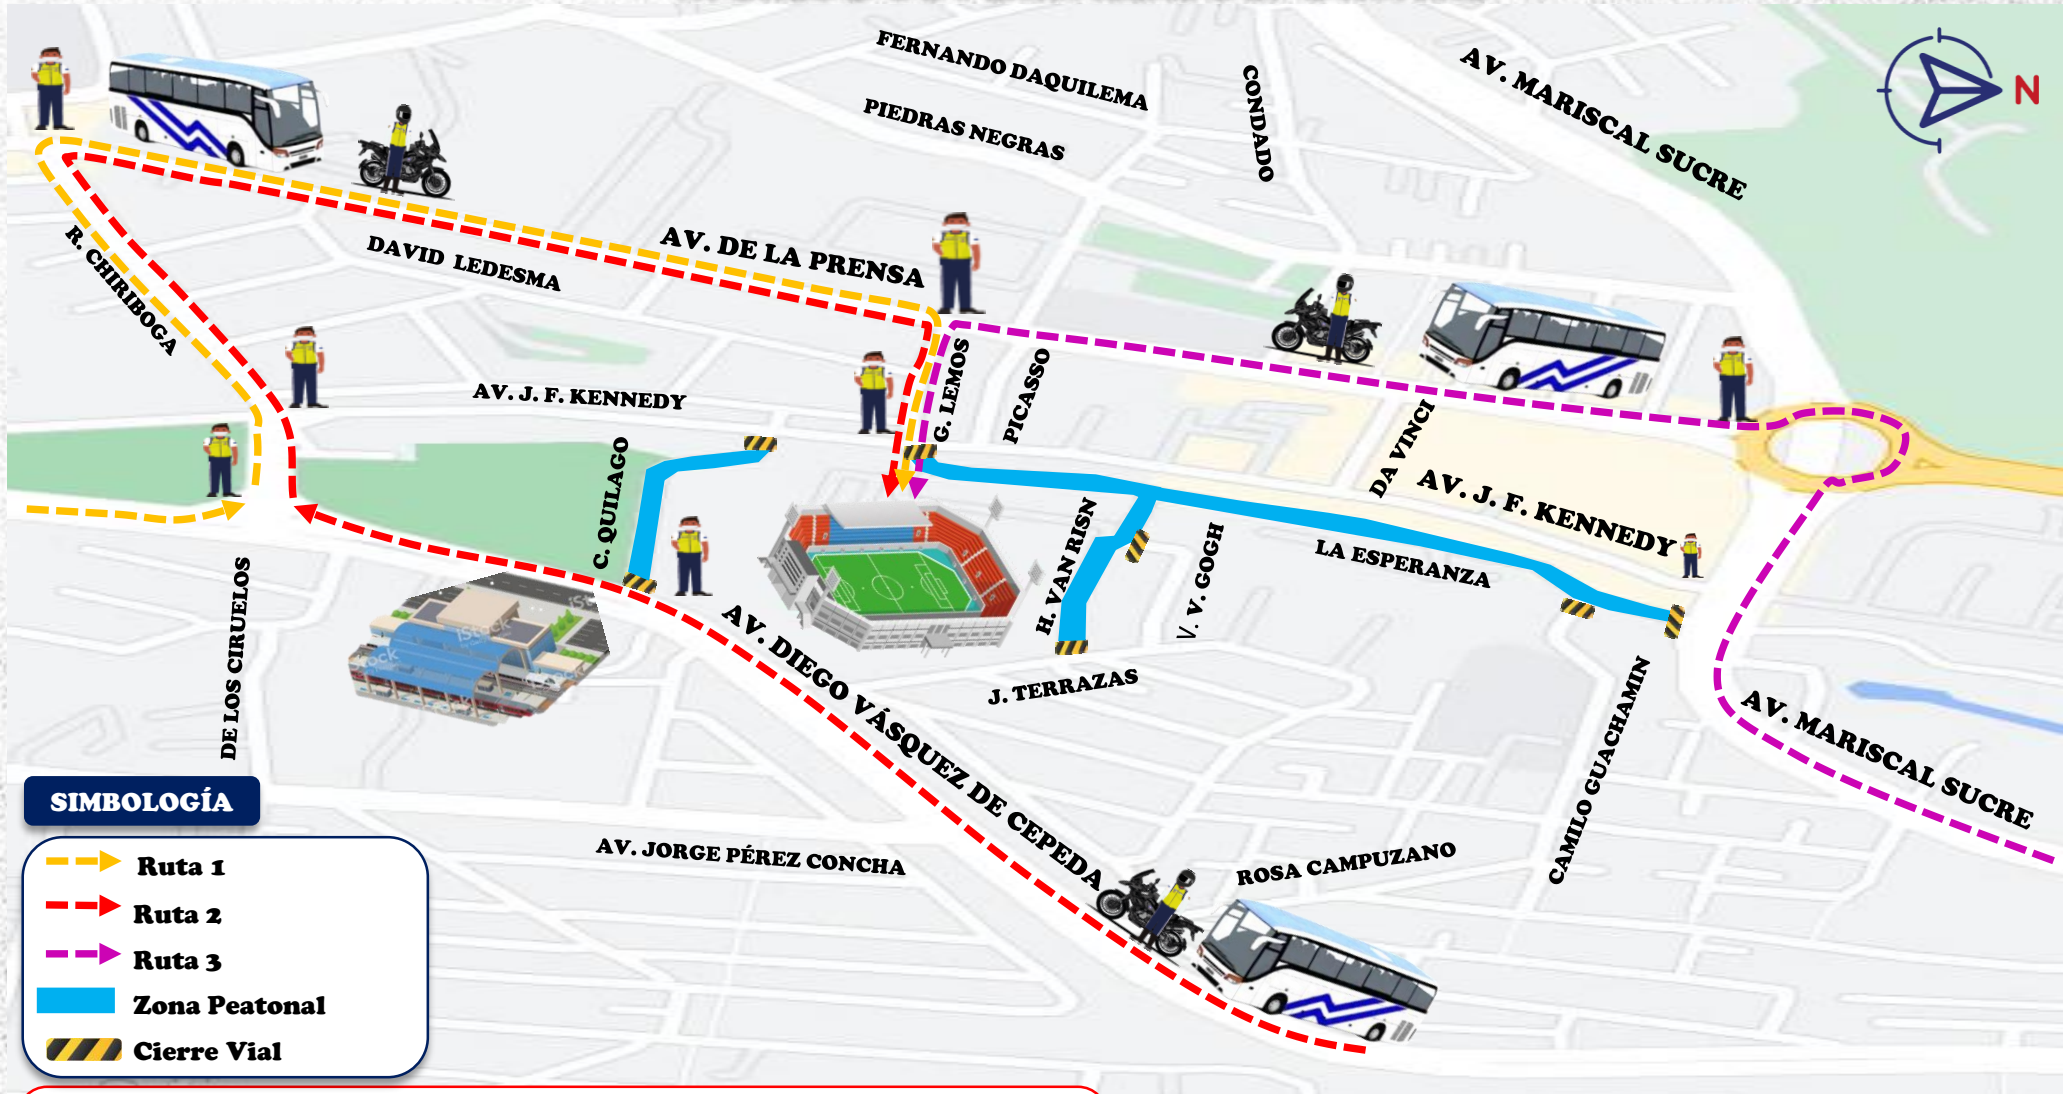 FERNANDO DAQUILEMA
PIEDRAS NEGRAS
CONDADO
AV. MARISCAL SUCRE
N
AV. DE LA PRENSA
DAVID LEDESMA
R. CHIRIBOGA
AV. J. F. KENNEDY
G. LEMOS
PICASSO
DA VINCI
AV. J. F. KENNEDY
C. QUILAGO
H. VAN RISN
V. V. GOGH
LA ESPERANZA
DE LOS CIRUELOS
AV. DIEGO VÁSQUEZ DE CEPEDA
J. TERRAZAS
CAMILO GUACHAMIN
AV. MARISCAL SUCRE
AV. JORGE PÉREZ CONCHA
ROSA CAMPUZANO
SIMBOLOGÍA
Ruta 1
Ruta 2
Ruta 3
Zona Peatonal
Cierre Vial